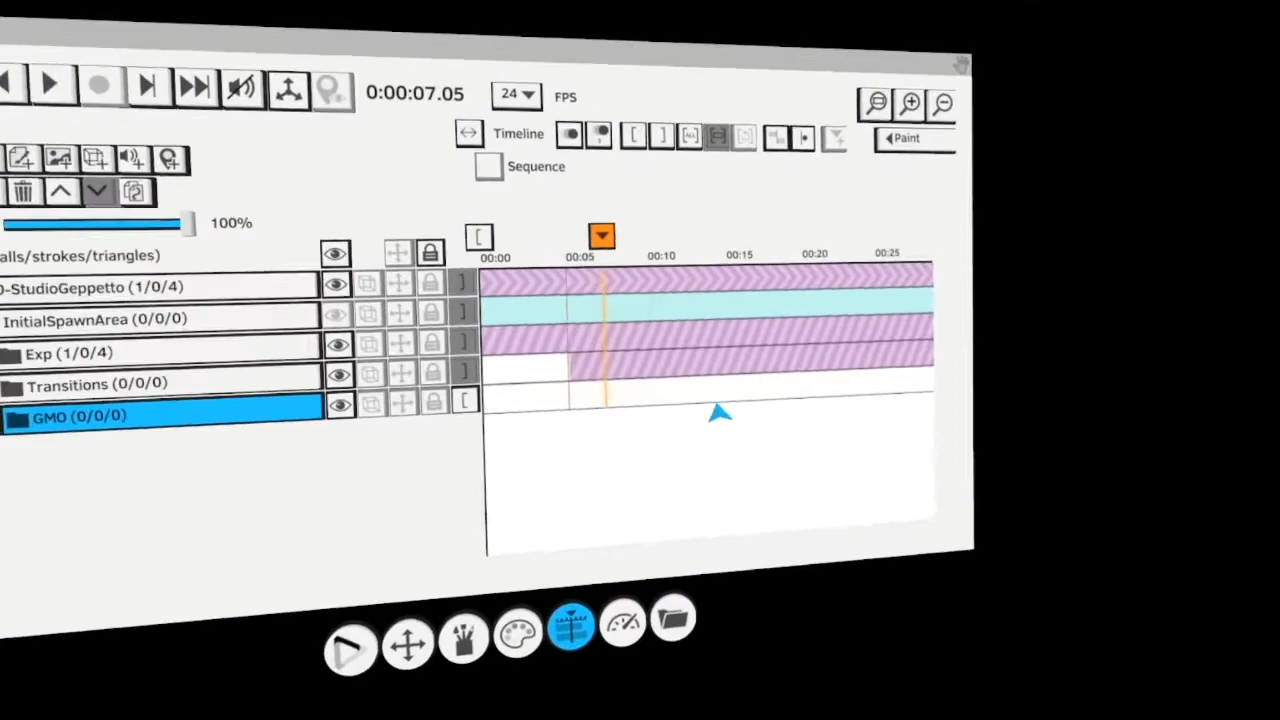 0:00:07.05 24 FPS
Timeline [ ] [ALL]
Paint
Sequence
100%
alls/strokes/triangles) [
00:00 00:05 00:10 00:15 00:20 00:25
-StudioGeppetto (1/0/4) ]
InitialSpawnArea (0/0/0) ]
Exp (1/0/4) ]
Transitions (0/0/0) ]
GMO (0/0/0) [